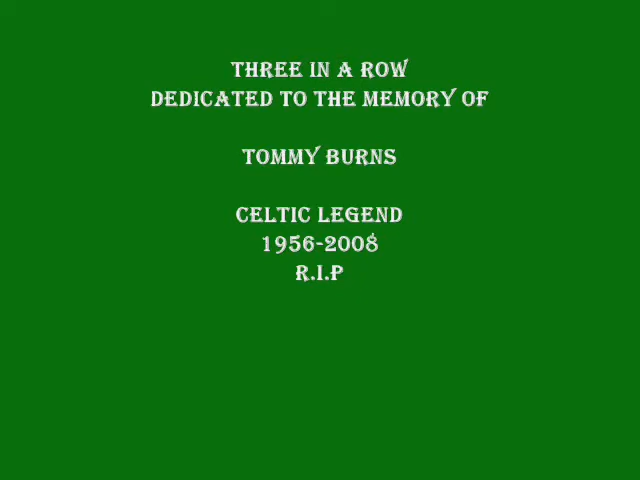 THREE IN A ROW
DEDICATED TO THE MEMORY OF
TOMMY BURNS
CELTIC LEGEND
1956-2008
R.I.P